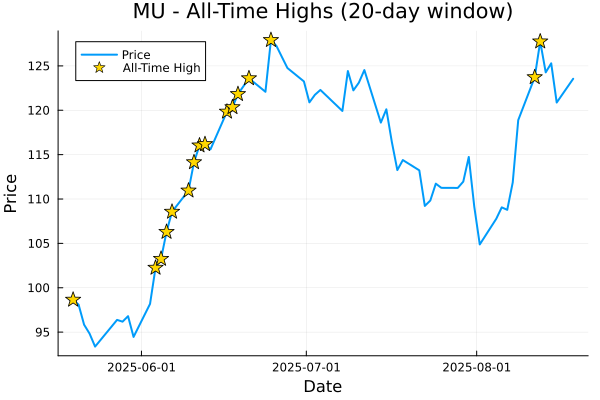 MU - All-Time Highs (20-day window)
Price
All-Time High
125
120
115
110
105
100
95
Price
2025-06-01
2025-07-01
2025-08-01
Date